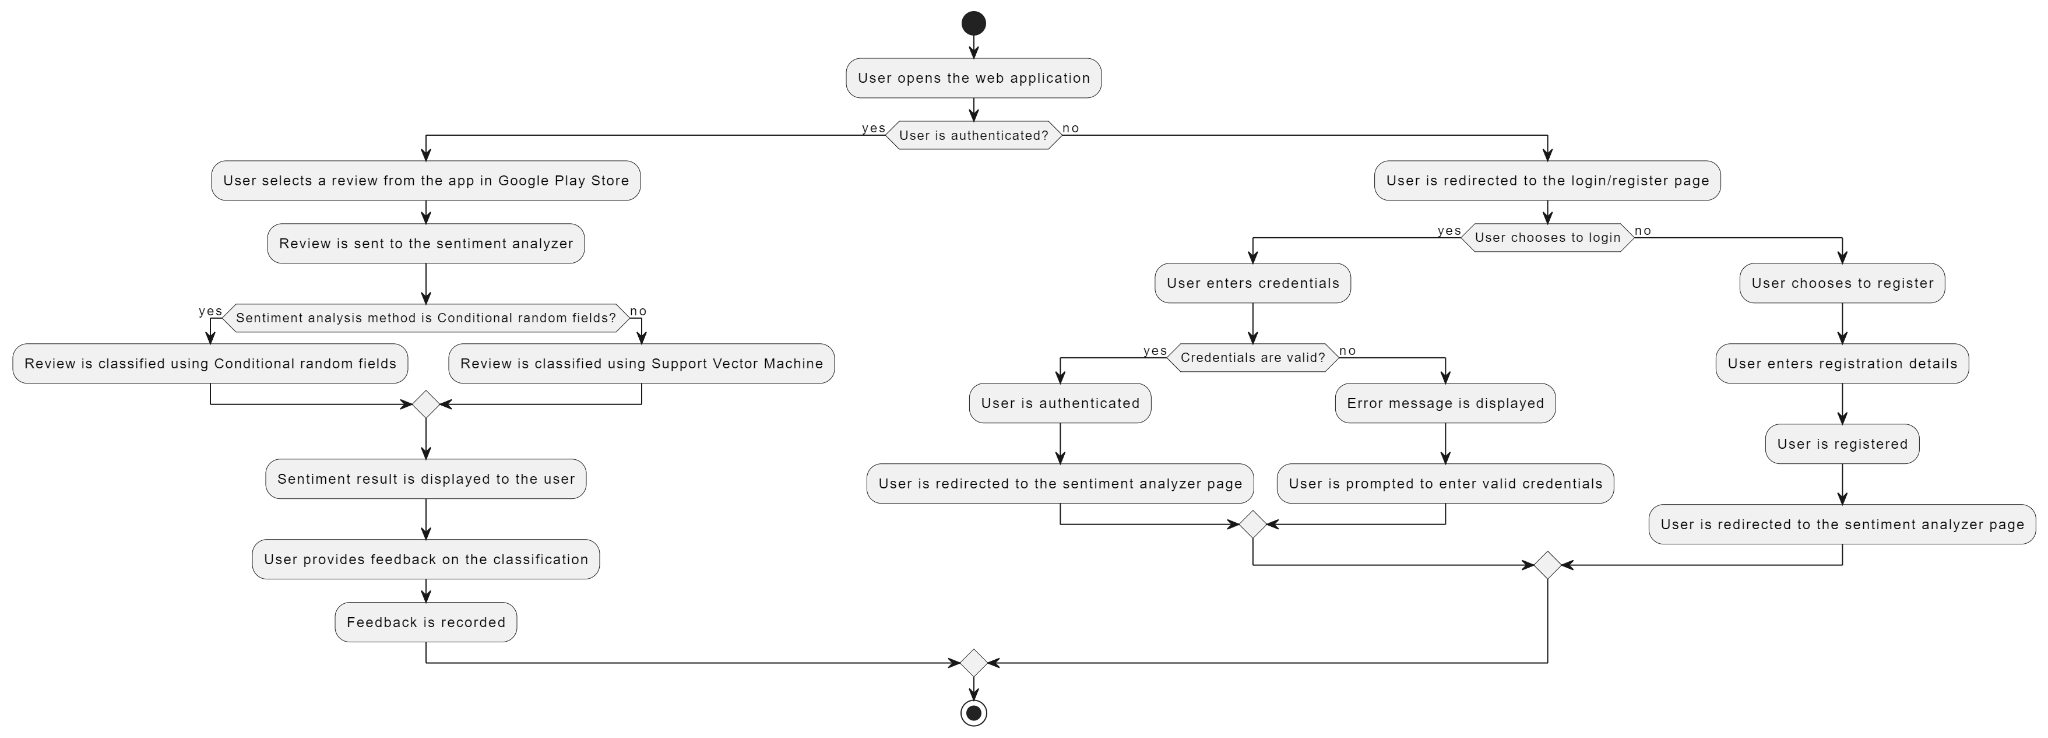 User opens the web application
yes
User is authenticated?
no
User selects a review from the app in Google Play Store
Review is sent to the sentiment analyzer
yes
Sentiment analysis method is Conditional random fields?
no
Review is classified using Conditional random fields
Review is classified using Support Vector Machine
Sentiment result is displayed to the user
User provides feedback on the classification
Feedback is recorded
User is redirected to the login/register page
yes
User chooses to login
no
User enters credentials
yes
Credentials are valid?
no
User is authenticated
User is redirected to the sentiment analyzer page
Error message is displayed
User is prompted to enter valid credentials
User chooses to register
User enters registration details
User is registered
User is redirected to the sentiment analyzer page